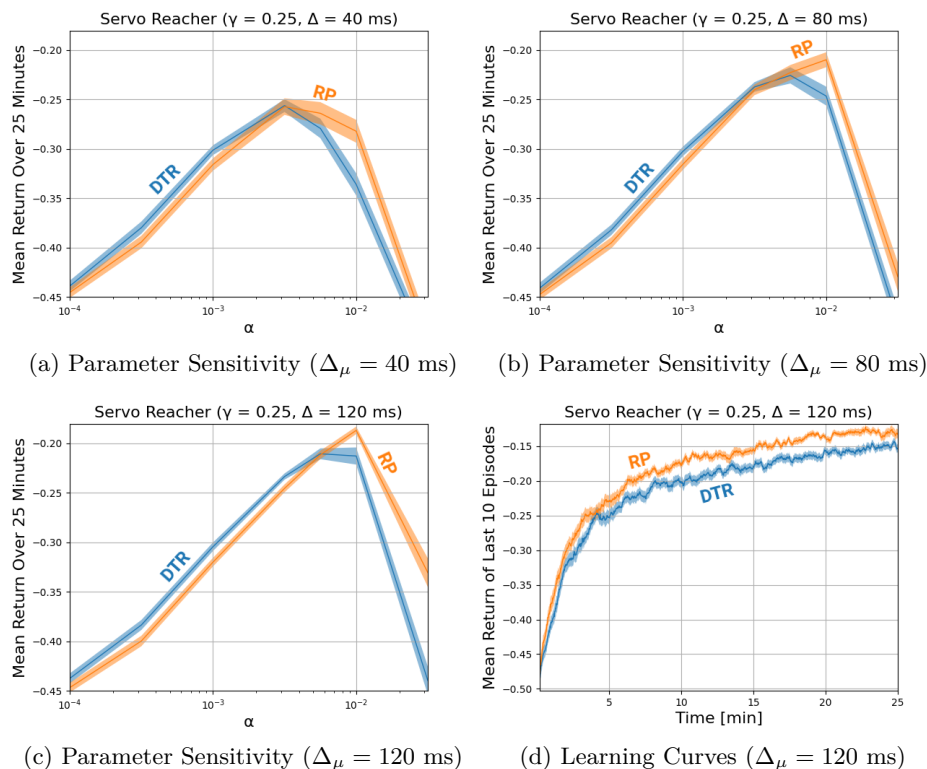 Servo Reacher (γ = 0.25, Δ = 40 ms)
Mean Return Over 25 Minutes
−0.20
−0.25
−0.30
−0.35
−0.40
−0.45
DTR
RP
10⁻⁴
10⁻³
10⁻²
α
(a) Parameter Sensitivity (Δμ = 40 ms)
Servo Reacher (γ = 0.25, Δ = 80 ms)
Mean Return Over 25 Minutes
−0.20
−0.25
−0.30
−0.35
−0.40
−0.45
DTR
RP
10⁻⁴
10⁻³
10⁻²
α
(b) Parameter Sensitivity (Δμ = 80 ms)
Servo Reacher (γ = 0.25, Δ = 120 ms)
Mean Return Over 25 Minutes
−0.20
−0.25
−0.30
−0.35
−0.40
−0.45
DTR
RP
10⁻⁴
10⁻³
10⁻²
α
(c) Parameter Sensitivity (Δμ = 120 ms)
Servo Reacher (γ = 0.25, Δ = 120 ms)
Mean Return of Last 10 Episodes
−0.15
−0.20
−0.25
−0.30
−0.35
−0.40
−0.45
−0.50
RP
DTR
5
10
15
20
25
Time [min]
(d) Learning Curves (Δμ = 120 ms)